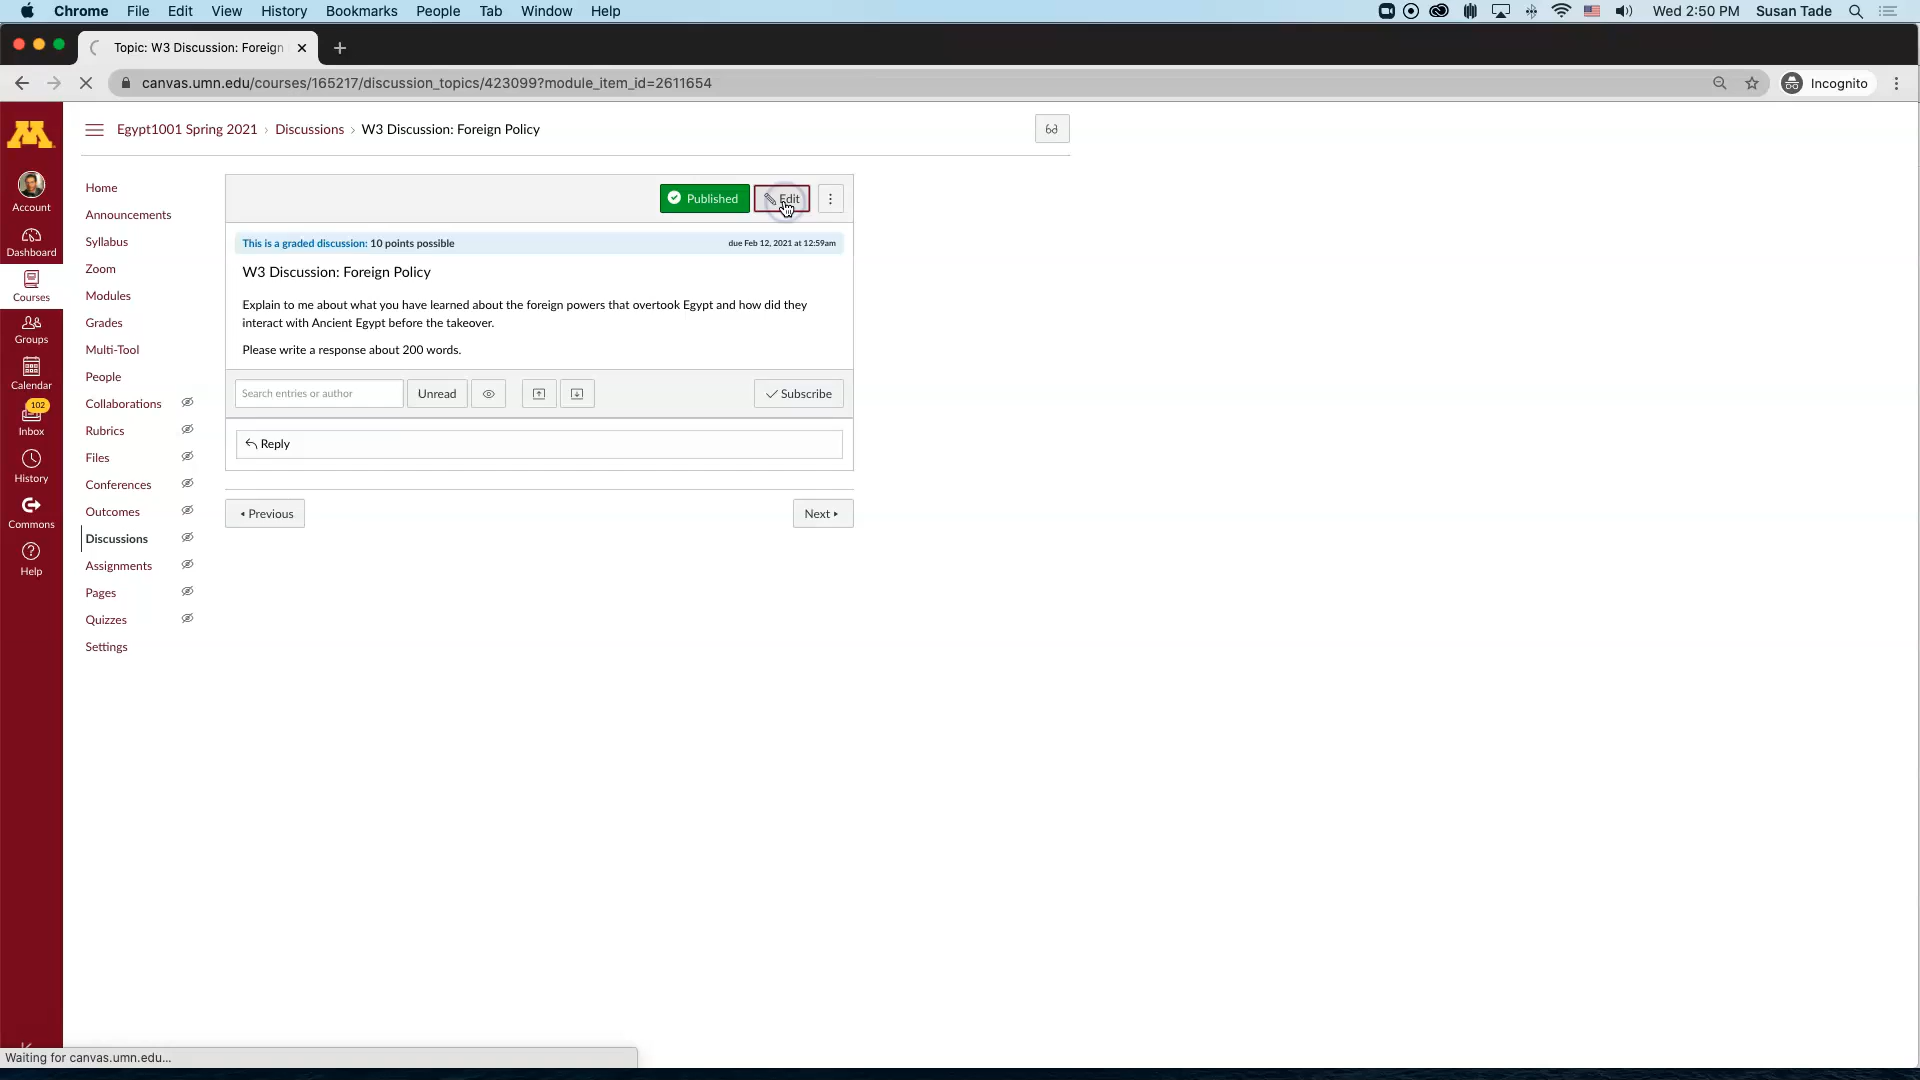 Chrome File Edit View History Bookmarks People Tab Window Help Wed 2:50 PM Susan Tade
Topic: W3 Discussion: Foreign
canvas.umn.edu/courses/165217/discussion_topics/423099?module_item_id=2611654 Incognito
Egypt1001 Spring 2021 › Discussions › W3 Discussion: Foreign Policy
Account
Dashboard
Courses
Groups
Calendar
102
Inbox
History
Commons
Help
Home
Announcements
Syllabus
Zoom
Modules
Grades
Multi-Tool
People
Collaborations
Rubrics
Files
Conferences
Outcomes
Discussions
Assignments
Pages
Quizzes
Settings
Published Edit
This is a graded discussion: 10 points possible due Feb 12, 2021 at 12:59am
W3 Discussion: Foreign Policy
Explain to me about what you have learned about the foreign powers that overtook Egypt and how did they
interact with Ancient Egypt before the takeover.
Please write a response about 200 words.
Search entries or author Unread Subscribe
Reply
Previous Next
Waiting for canvas.umn.edu...